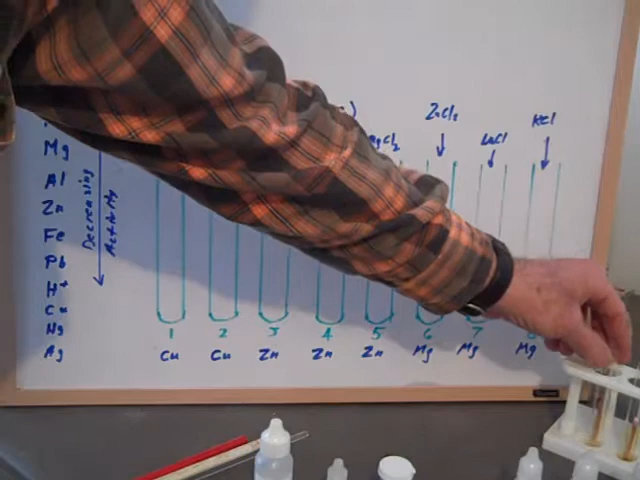 ZnCl₂
KCl
Mg
Al
Zn
Fe
Pb
H+
Cu
Hg
Ag
Decreasing
Activity
1 2 3 4 5 6 7
Cu Cu Zn Zn Zn Mg Mg Mg